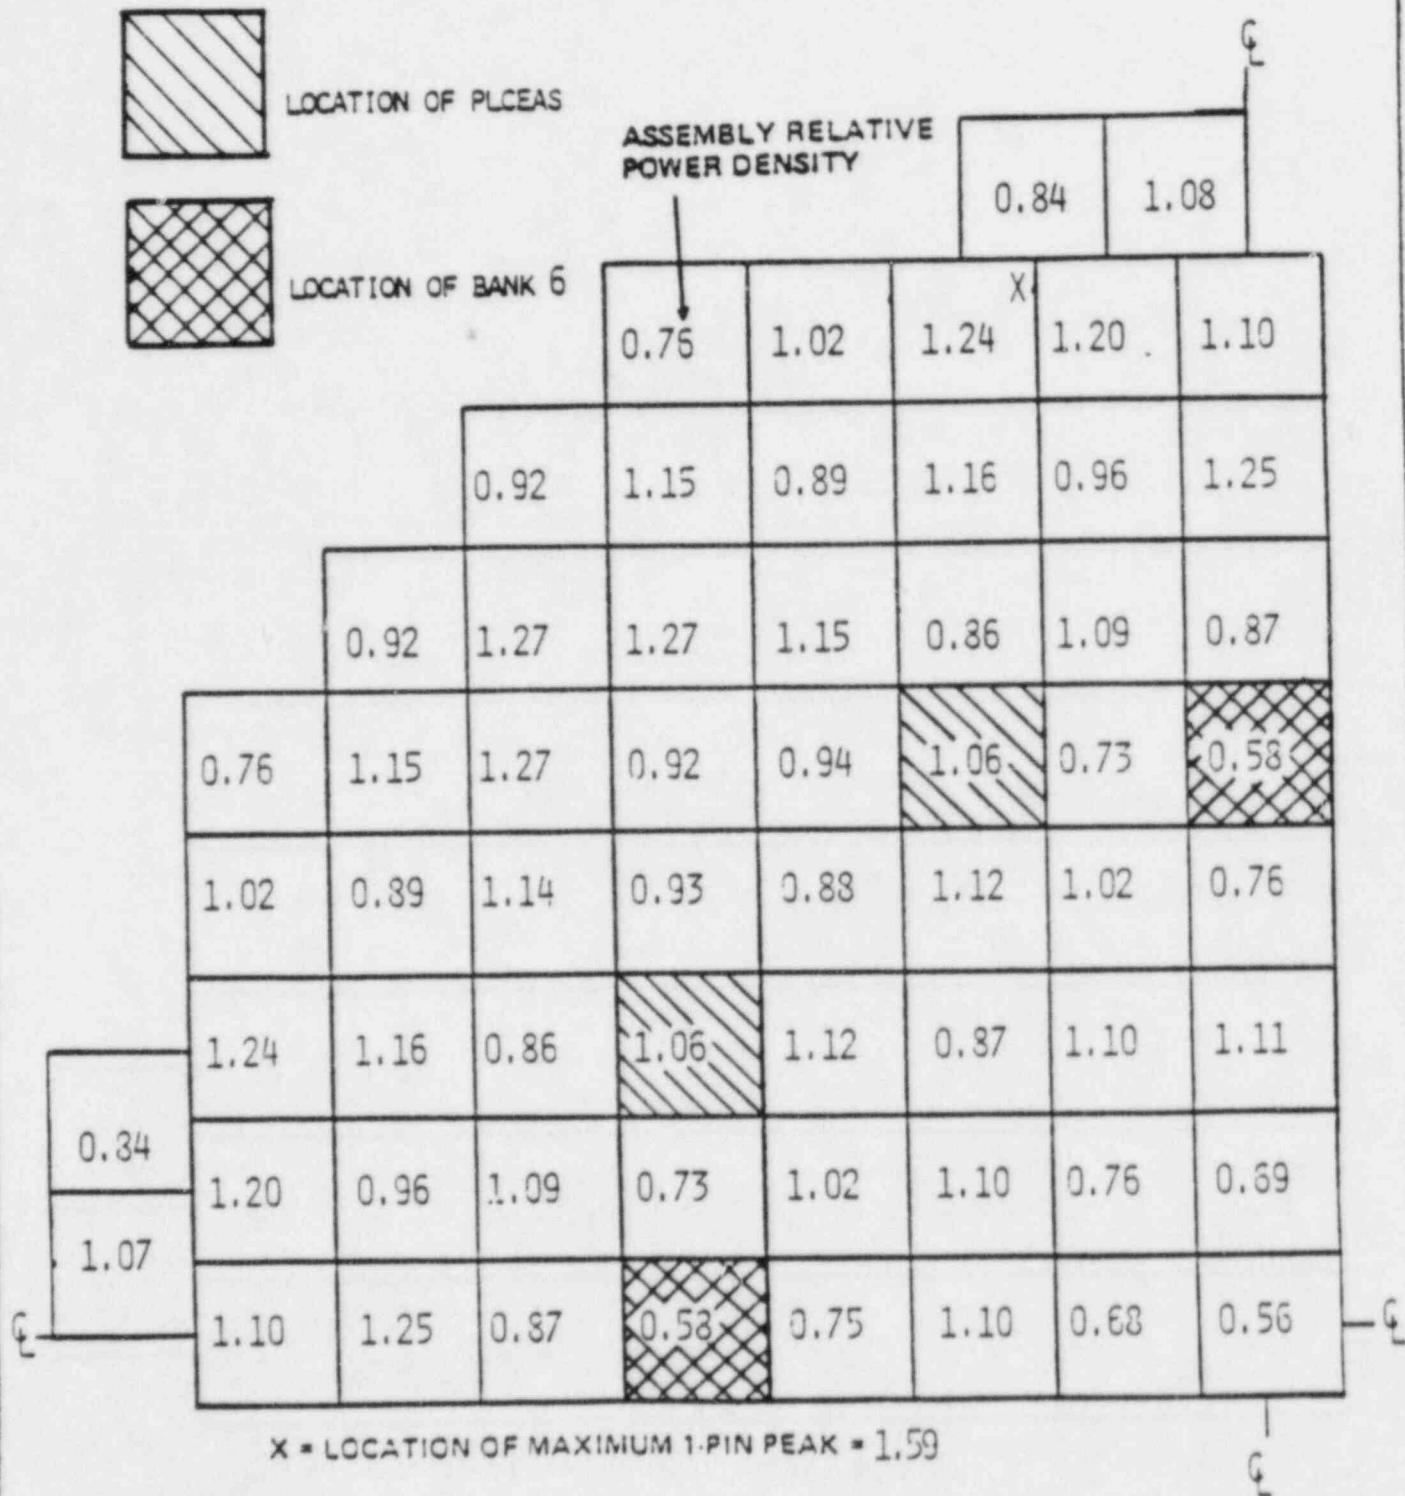 LOCATION OF PLCEAS
ASSEMBLY RELATIVE
POWER DENSITY
LOCATION OF BANK 6
℄
0.84 1.08
X
0.76 1.02 1.24 1.20 1.10
0.92 1.15 0.89 1.16 0.96 1.25
0.92 1.27 1.27 1.15 0.86 1.09 0.87
0.76 1.15 1.27 0.92 0.94 1.06 0.73 0.58
1.02 0.89 1.14 0.93 0.88 1.12 1.02 0.76
1.24 1.16 0.86 1.06 1.12 0.87 1.10 1.11
0.84
1.20 0.96 1.09 0.73 1.02 1.10 0.76 0.69
1.07
℄ 1.10 1.25 0.87 0.58 0.75 1.10 0.68 0.56 ℄
X = LOCATION OF MAXIMUM 1-PIN PEAK = 1.59
℄